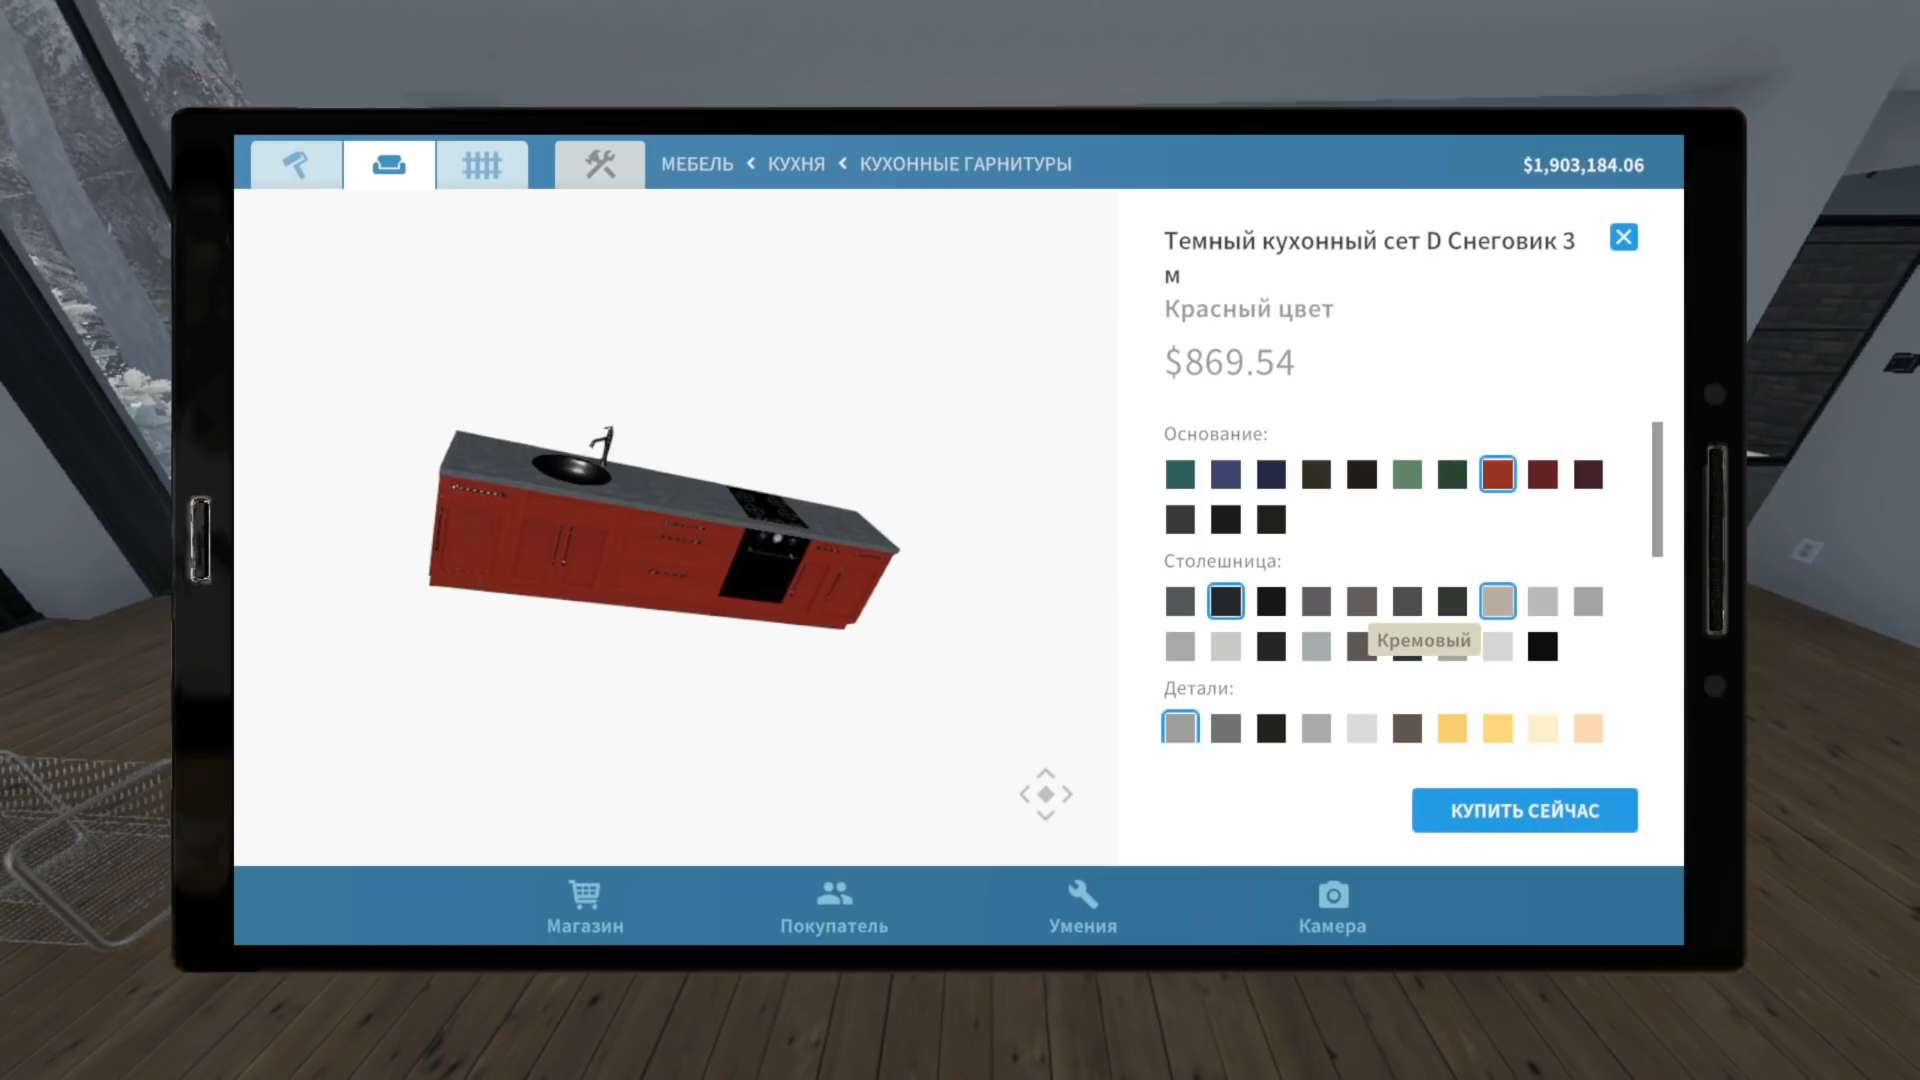 МЕБЕЛЬ < КУХНЯ < КУХОННЫЕ ГАРНИТУРЫ
$1,903,184.06
Темный кухонный сет D Снеговик 3
м
Красный цвет
$869.54
Основание:
Столешница:
Кремовый
Детали:
КУПИТЬ СЕЙЧАС
Магазин
Покупатель
Умения
Камера